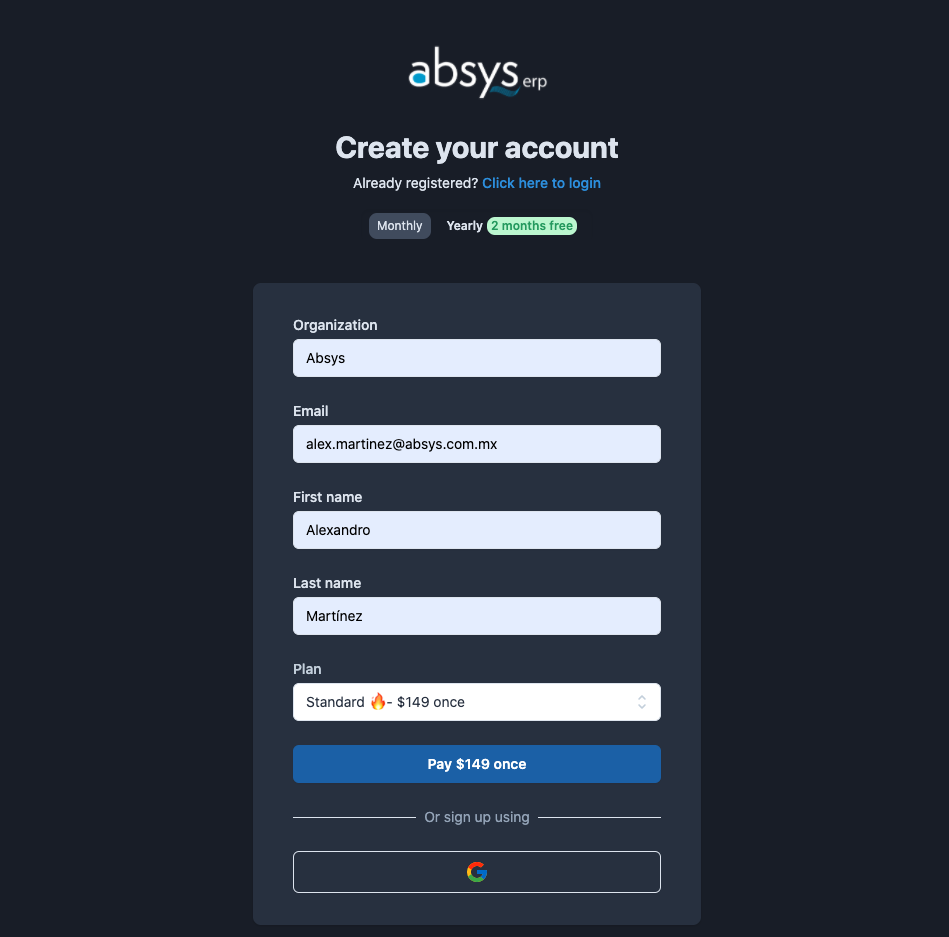 absys erp
Create your account
Already registered? Click here to login
Monthly Yearly 2 months free
Organization
Absys
Email
alex.martinez@absys.com.mx
First name
Alexandro
Last name
Martínez
Plan
Standard 🔥- $149 once
Pay $149 once
Or sign up using